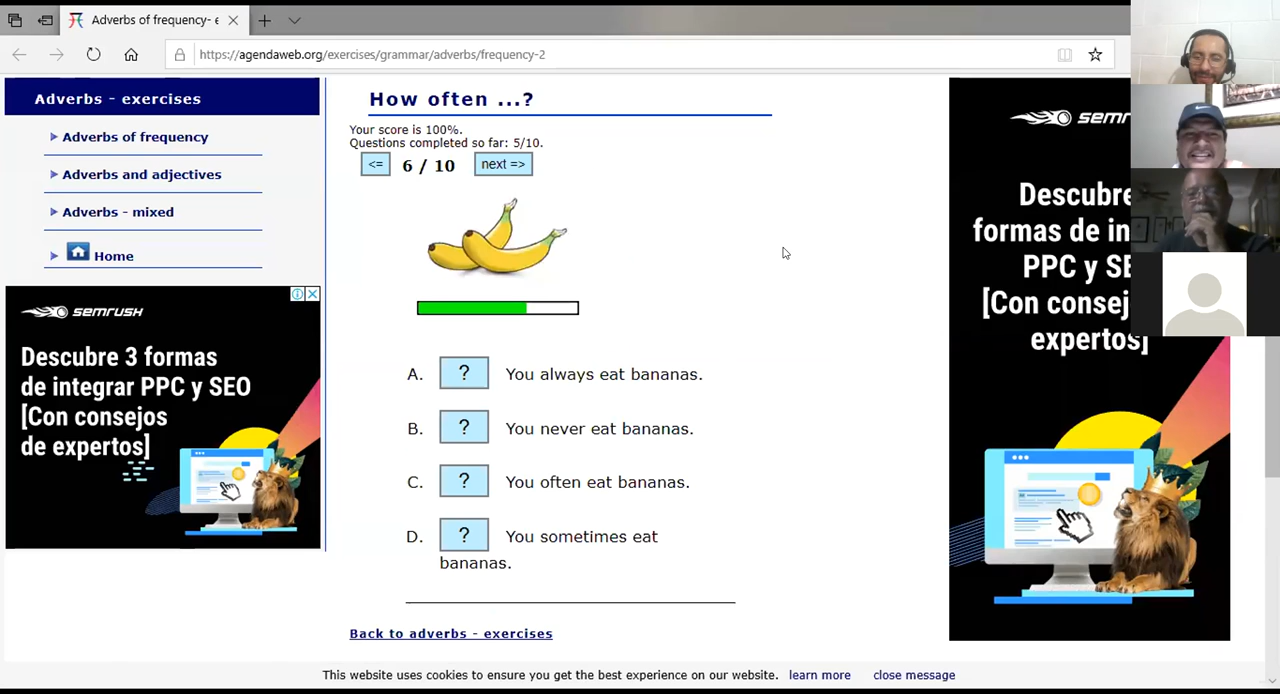 Adverbs of frequency- e
https://agendaweb.org/exercises/grammar/adverbs/frequency-2
Adverbs - exercises
Adverbs of frequency
Adverbs and adjectives
Adverbs - mixed
Home
SEMRUSH
Descubre 3 formas
de integrar PPC y SEO
[Con consejos
de expertos]
How often ...?
Your score is 100%.
Questions completed so far: 5/10.
<= 6 / 10 next =>
A. ? You always eat bananas.
B. ? You never eat bananas.
C. ? You often eat bananas.
D. ? You sometimes eat
bananas.
Back to adverbs - exercises
Descubre
formas de in
PPC y SE
[Con consejos
expertos]
This website uses cookies to ensure you get the best experience on our website. learn more close message